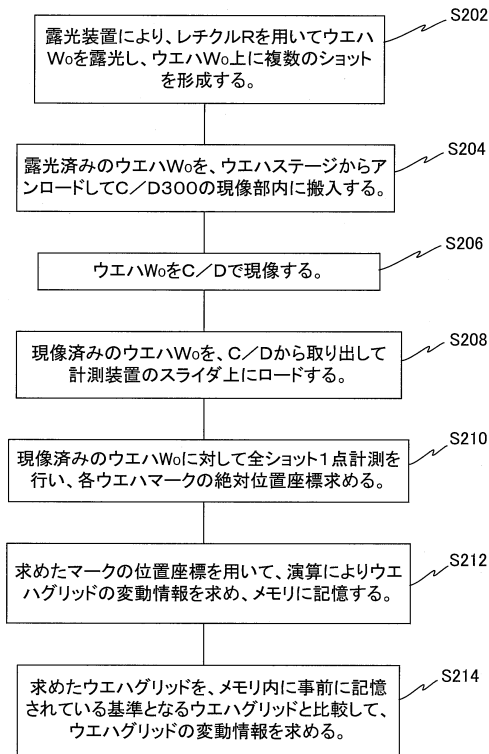 S202
露光装置により、レチクルRを用いてウエハ
W₀を露光し、ウエハW₀上に複数のショット
を形成する。
S204
露光済みのウエハW₀を、ウエハステージからア
ンロードしてC／D300の現像部内に搬入する。
S206
ウエハW₀をC／Dで現像する。
S208
現像済みのウエハW₀を、C／Dから取り出して
計測装置のスライダ上にロードする。
S210
現像済みのウエハW₀に対して全ショット1点計測を
行い、各ウエハマークの絶対位置座標求める。
S212
求めたマークの位置座標を用いて、演算によりウエ
ハグリッドの変動情報を求め、メモリに記憶する。
S214
求めたウエハグリッドを、メモリ内に事前に記憶
されている基準となるウエハグリッドと比較して、
ウエハグリッドの変動情報を求める。